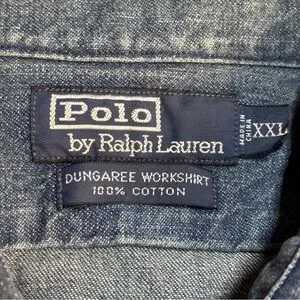 Polo
by Ralph Lauren
MADE IN
CHINA
XXL
DUNGAREE WORKSHIRT
100% COTTON